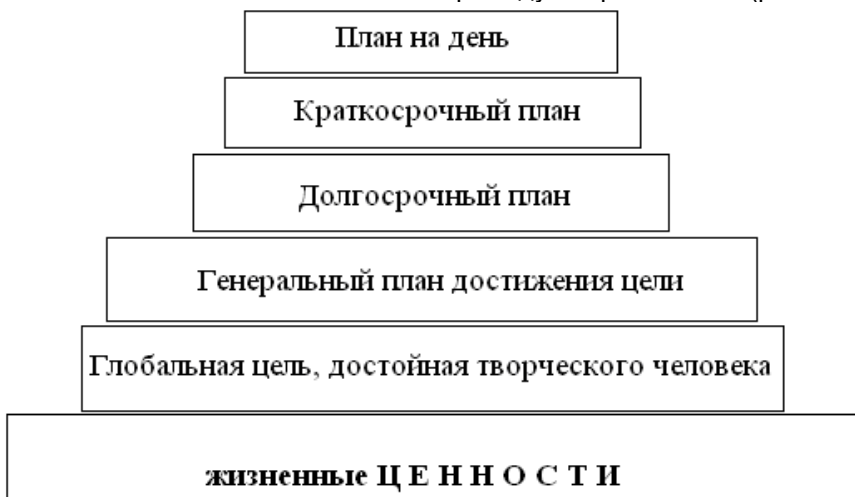 План на день
Краткосрочный план
Долгосрочный план
Генеральный план достижения цели
Глобальная цель, достойная творческого человека
жизненные Ц Е Н Н О С Т И